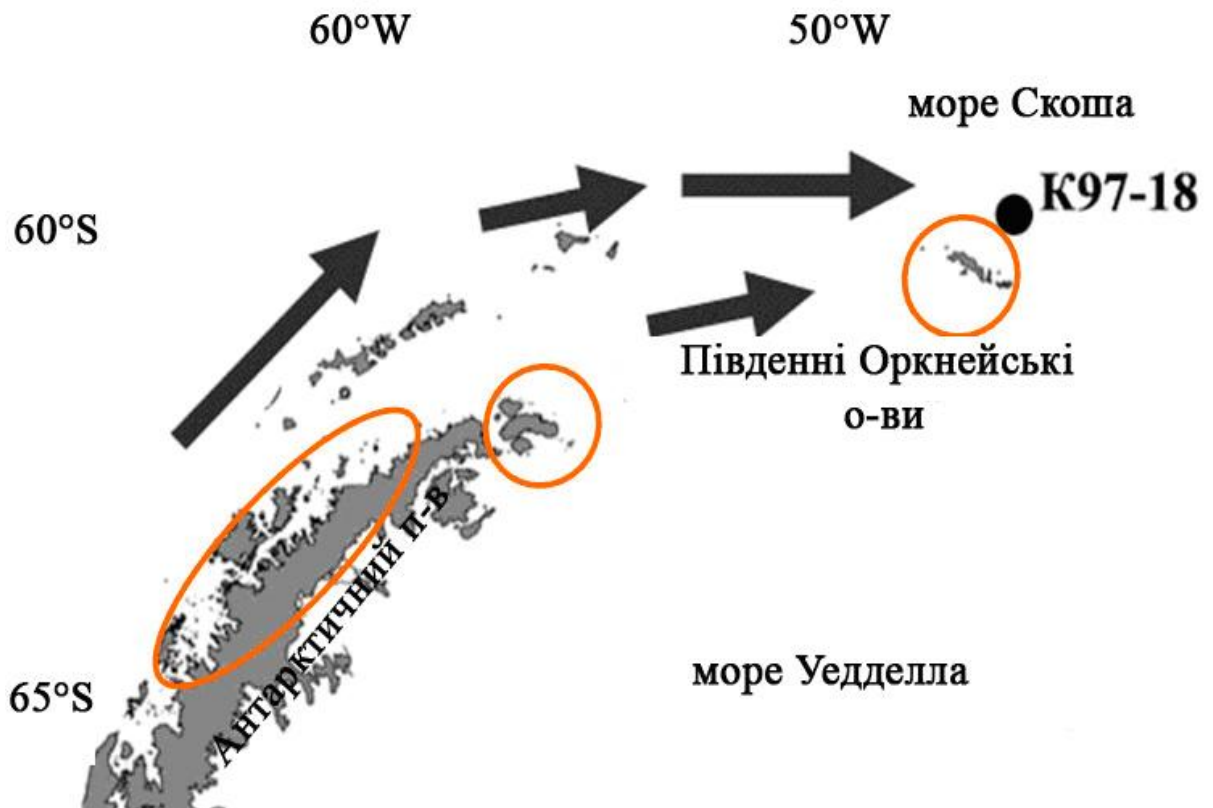 60°W
50°W
море Скоша
К97-18
60°S
Південні Оркнейські
о-ви
Антарктичний п-в
море Уедделла
65°S